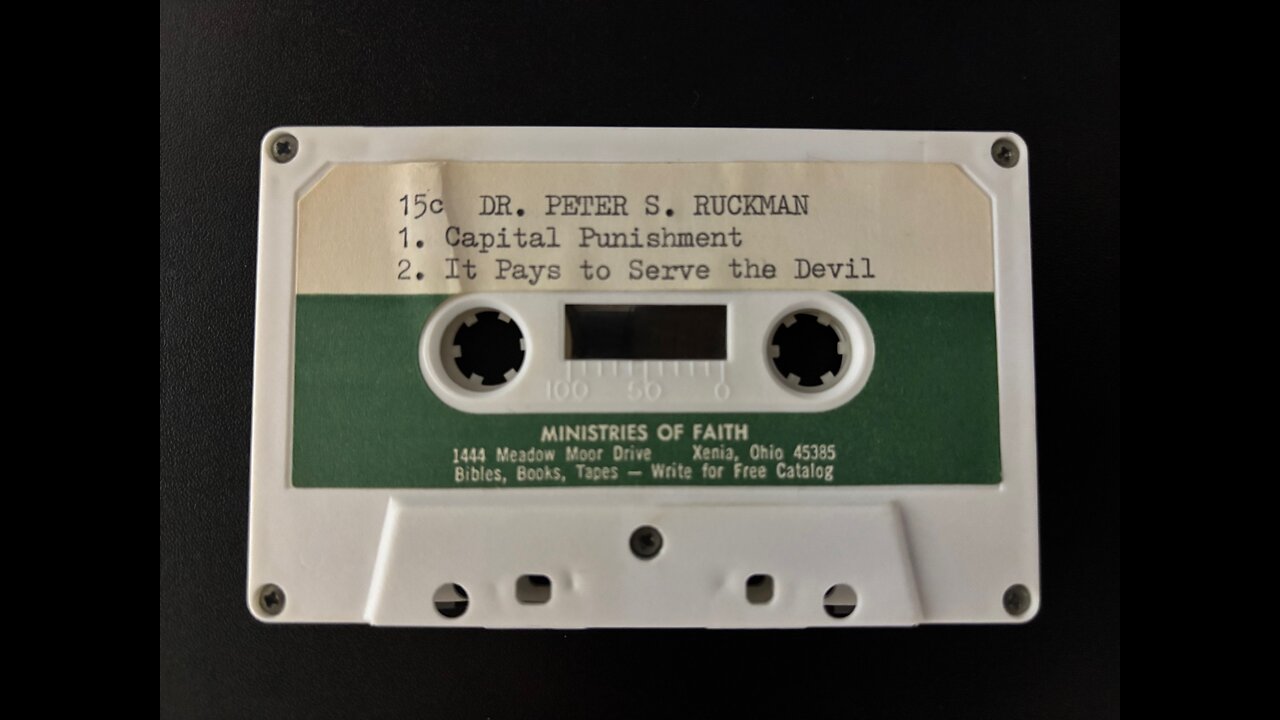 15c DR. PETER S. RUCKMAN
1. Capital Punishment
2. It Pays to Serve the Devil
100 50 0
MINISTRIES OF FAITH
1444 Meadow Moor Drive Xenia, Ohio 45385
Bibles, Books, Tapes — Write for Free Catalog